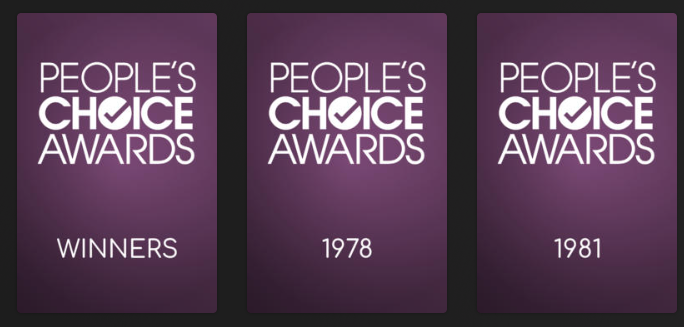 PEOPLE'S
CHOICE
AWARDS
WINNERS
PEOPLE'S
CHOICE
AWARDS
1978
PEOPLE'S
CHOICE
AWARDS
1981